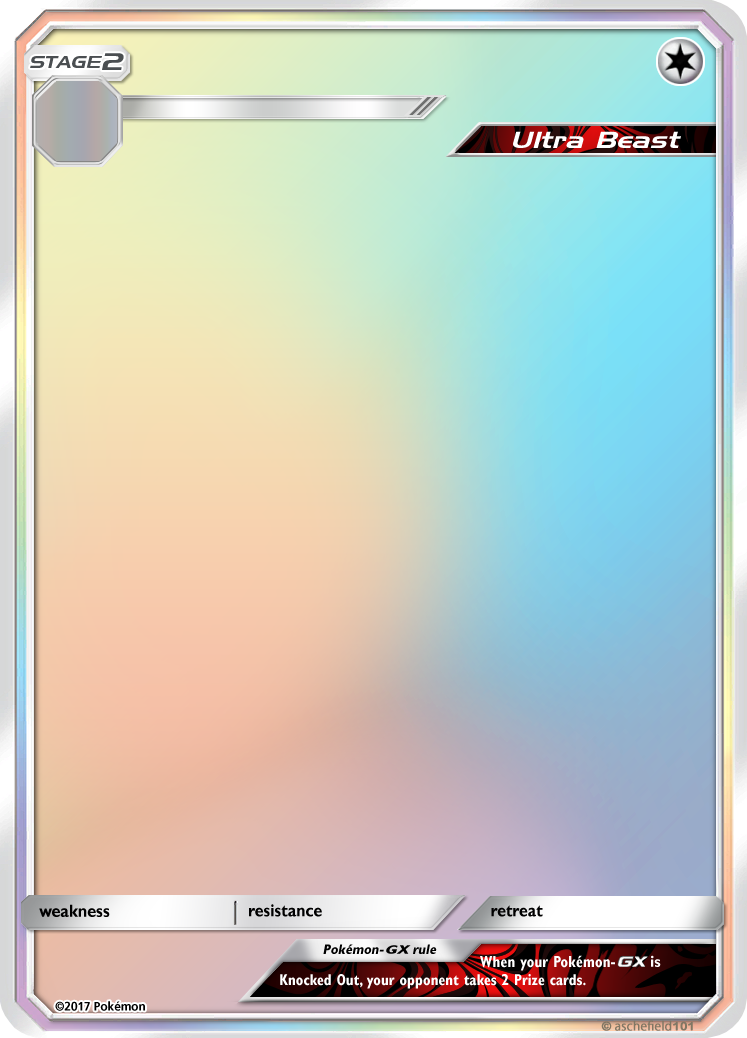 STAGE2
Ultra Beast
weakness
resistance
retreat
Pokémon-GX rule
When your Pokémon-GX is
Knocked Out, your opponent takes 2 Prize cards.
©2017 Pokémon
© aschefield101